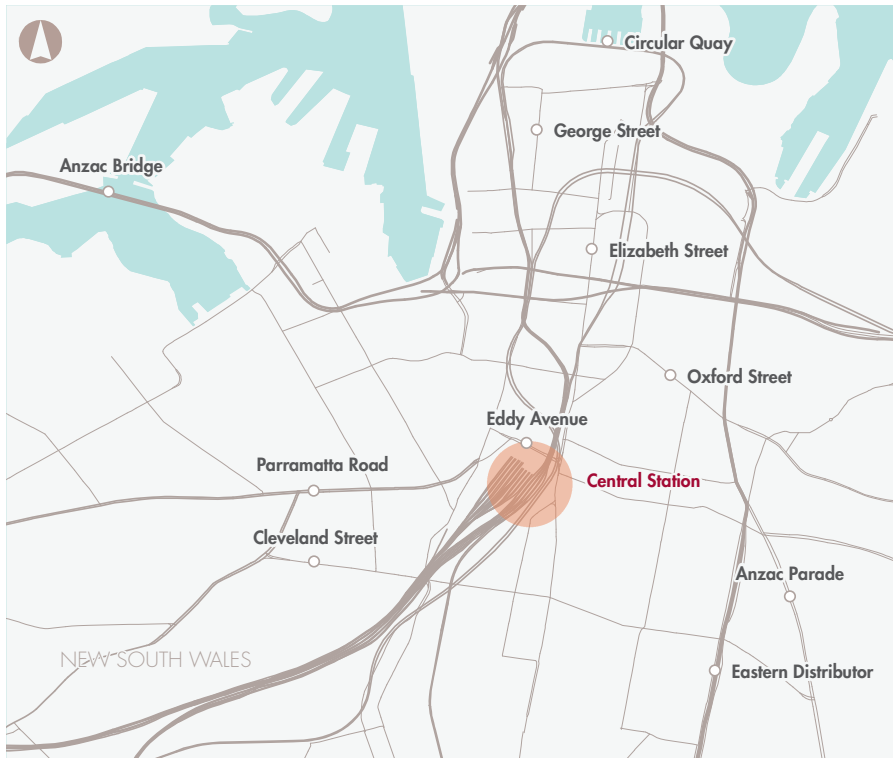 Circular Quay
George Street
Anzac Bridge
Elizabeth Street
Oxford Street
Eddy Avenue
Parramatta Road
Central Station
Cleveland Street
Anzac Parade
NEW SOUTH WALES
Eastern Distributor